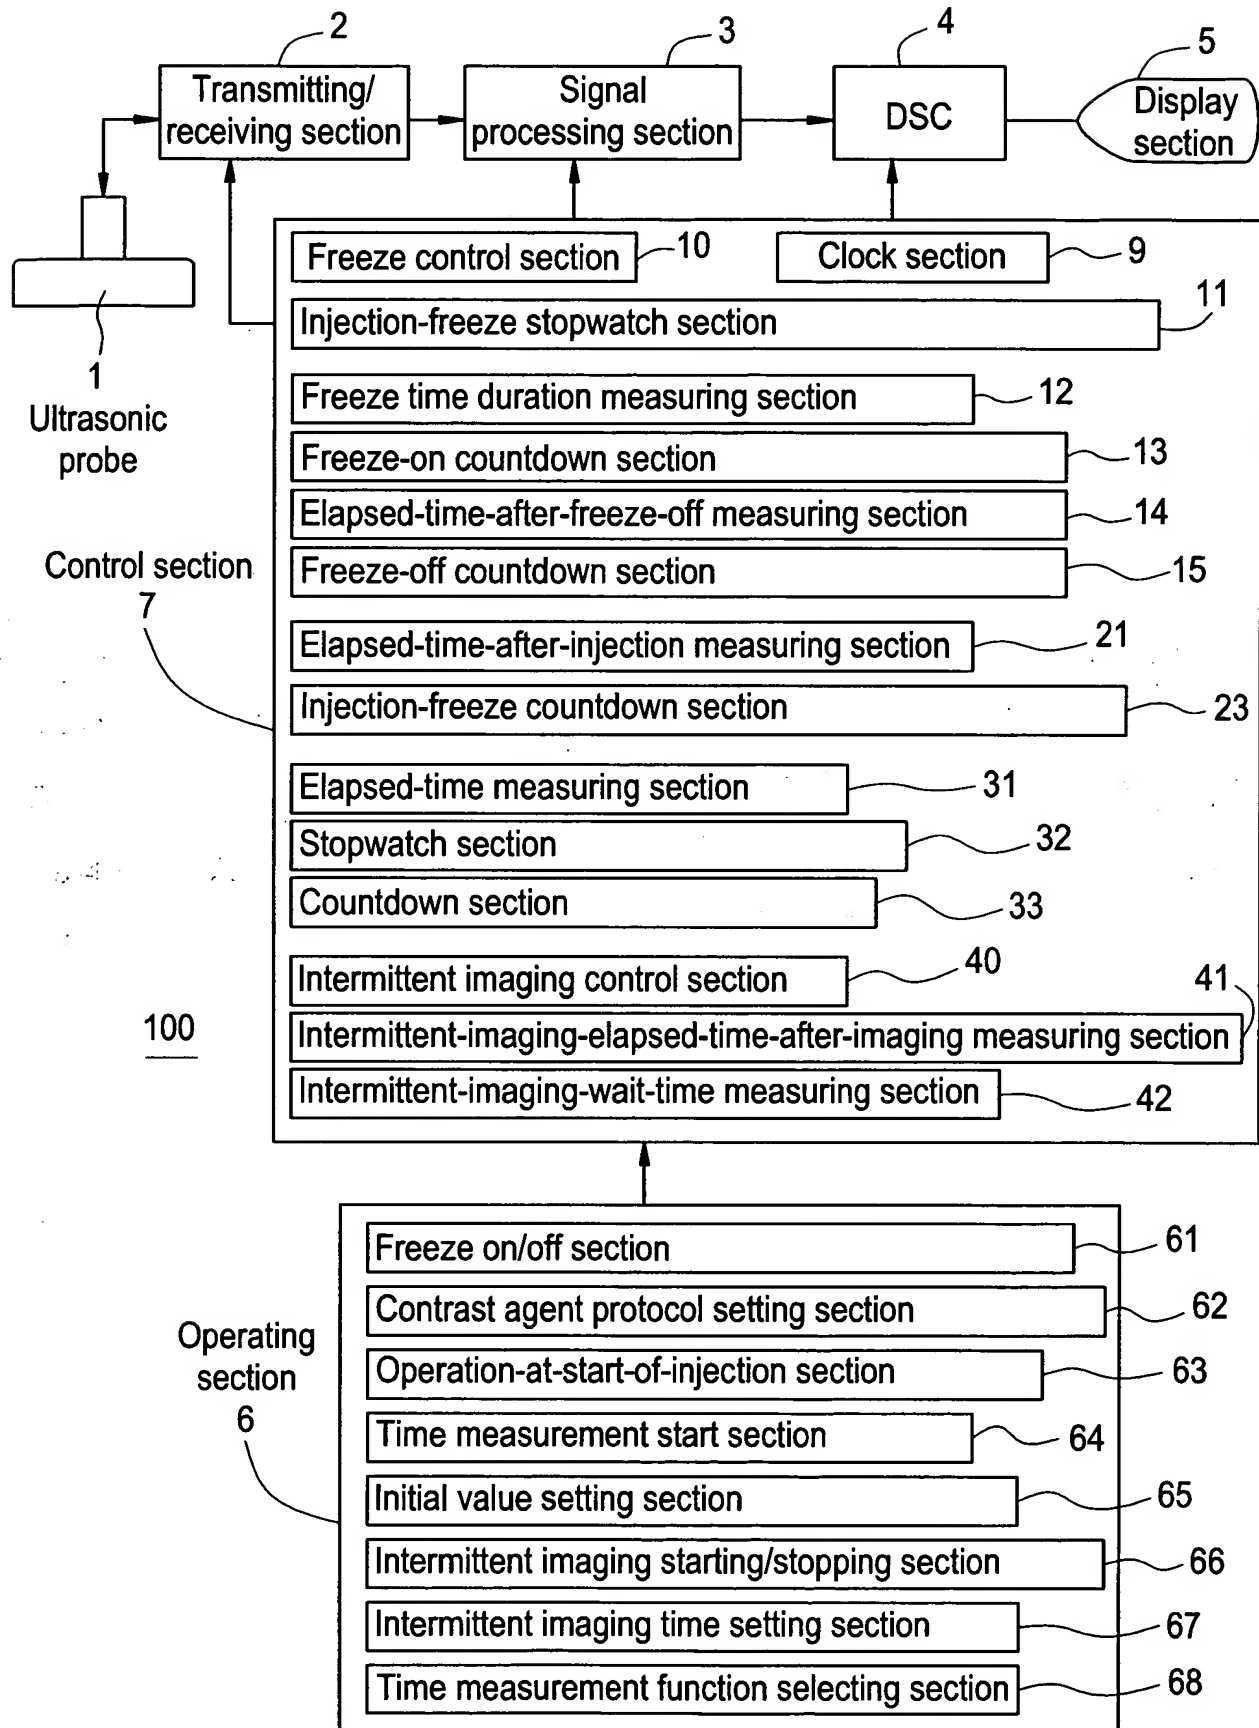 2
3
4
5
Transmitting/
receiving section
Signal
processing section
DSC
Display
section
Freeze control section
10
Clock section
9
Injection-freeze stopwatch section
11
1
Ultrasonic
probe
Freeze time duration measuring section
12
Freeze-on countdown section
13
Elapsed-time-after-freeze-off measuring section
14
Control section
7
Freeze-off countdown section
15
Elapsed-time-after-injection measuring section
21
Injection-freeze countdown section
23
Elapsed-time measuring section
31
Stopwatch section
32
Countdown section
33
Intermittent imaging control section
40
41
100
Intermittent-imaging-elapsed-time-after-imaging measuring section
Intermittent-imaging-wait-time measuring section
42
Freeze on/off section
61
Contrast agent protocol setting section
62
Operating
section
6
Operation-at-start-of-injection section
63
Time measurement start section
64
Initial value setting section
65
Intermittent imaging starting/stopping section
66
Intermittent imaging time setting section
67
Time measurement function selecting section
68